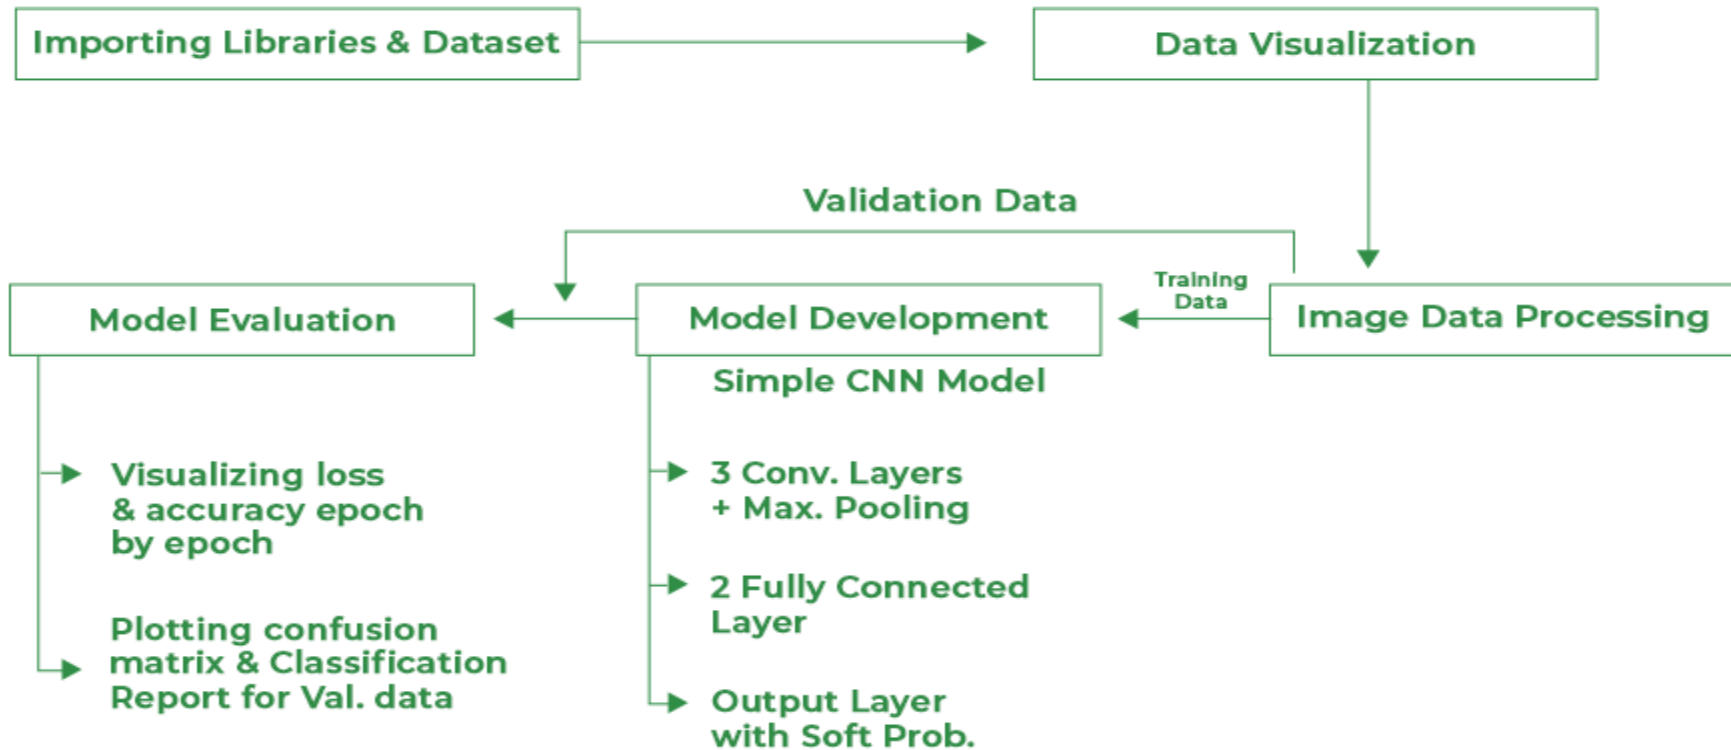 Importing Libraries & Dataset
Data Visualization
Validation Data
Training
Data
Model Evaluation
Model Development
Image Data Processing
Simple CNN Model
Visualizing loss
& accuracy epoch
by epoch
Plotting confusion
matrix & Classification
Report for Val. data
3 Conv. Layers
+ Max. Pooling
2 Fully Connected
Layer
Output Layer
with Soft Prob.